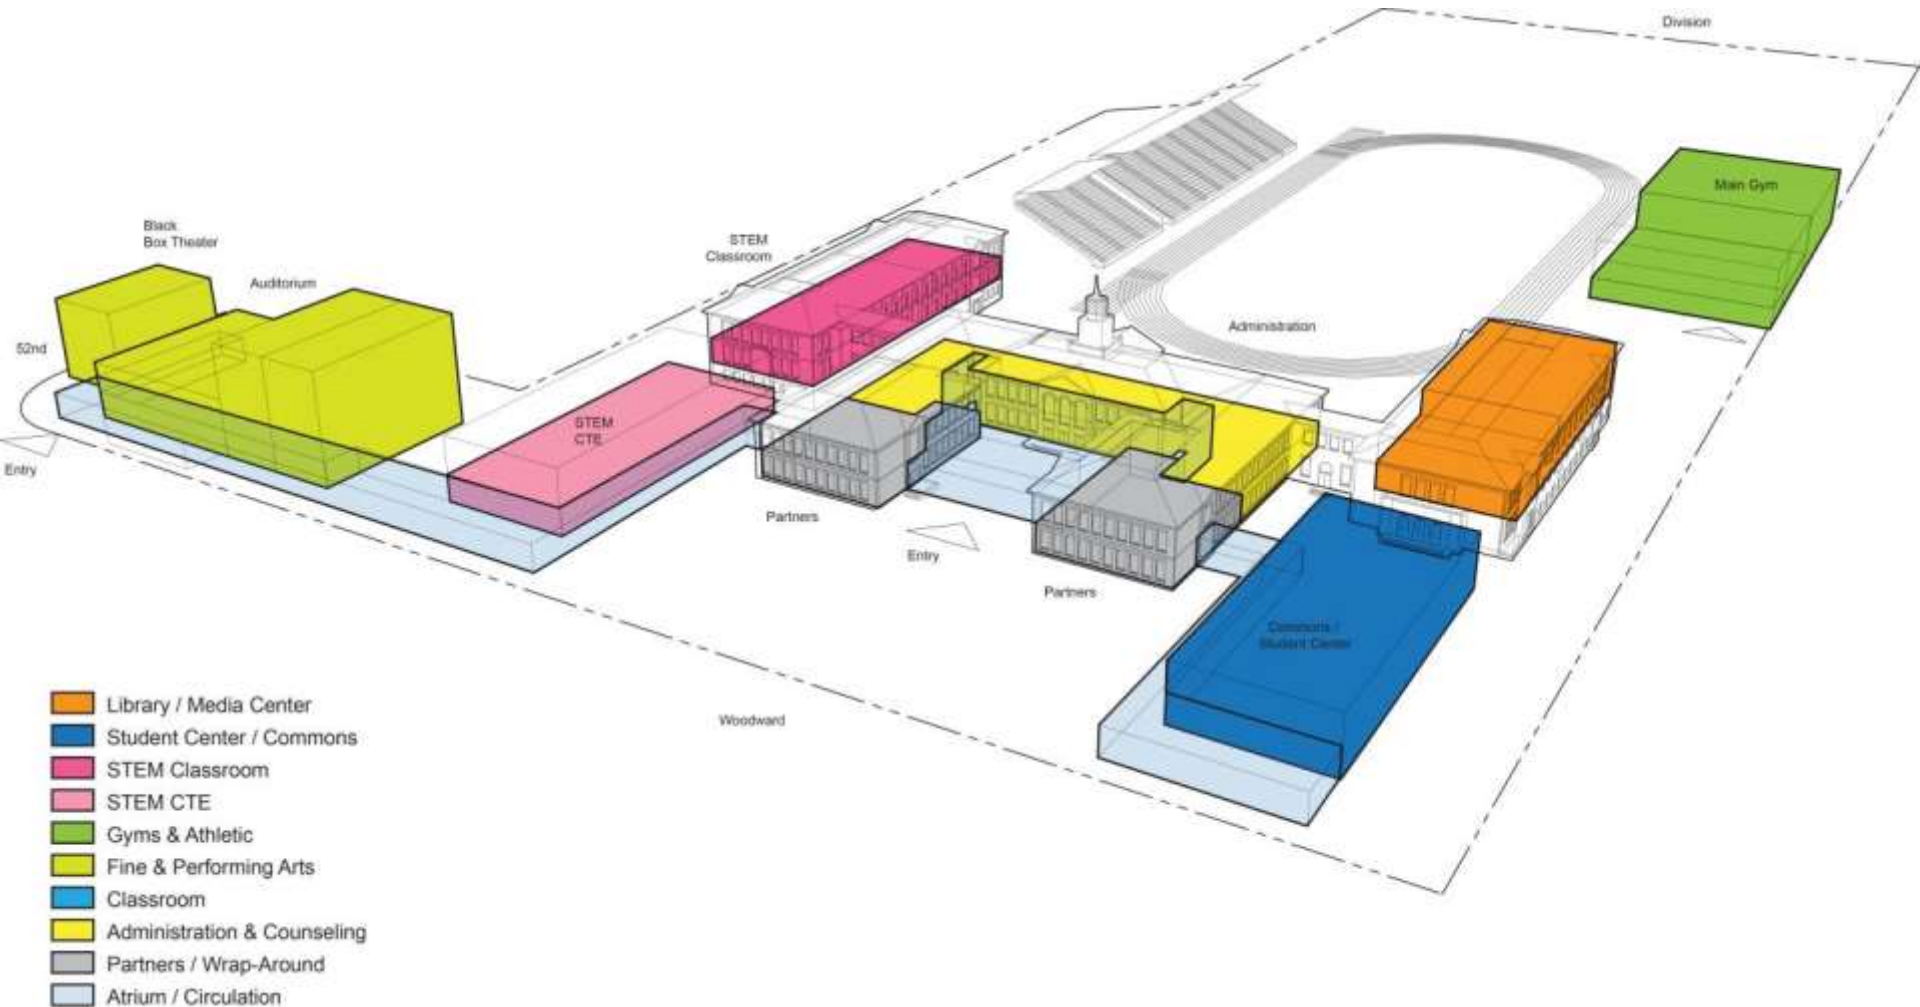 Division
Main Gym
Black
Box Theater
STEM
Classroom
Auditorium
Administration
52nd
STEM
CTE
Entry
Partners
Entry
Partners
Commons /
Student Center
Woodward
Library / Media Center
Student Center / Commons
STEM Classroom
STEM CTE
Gyms & Athletic
Fine & Performing Arts
Classroom
Administration & Counseling
Partners / Wrap-Around
Atrium / Circulation